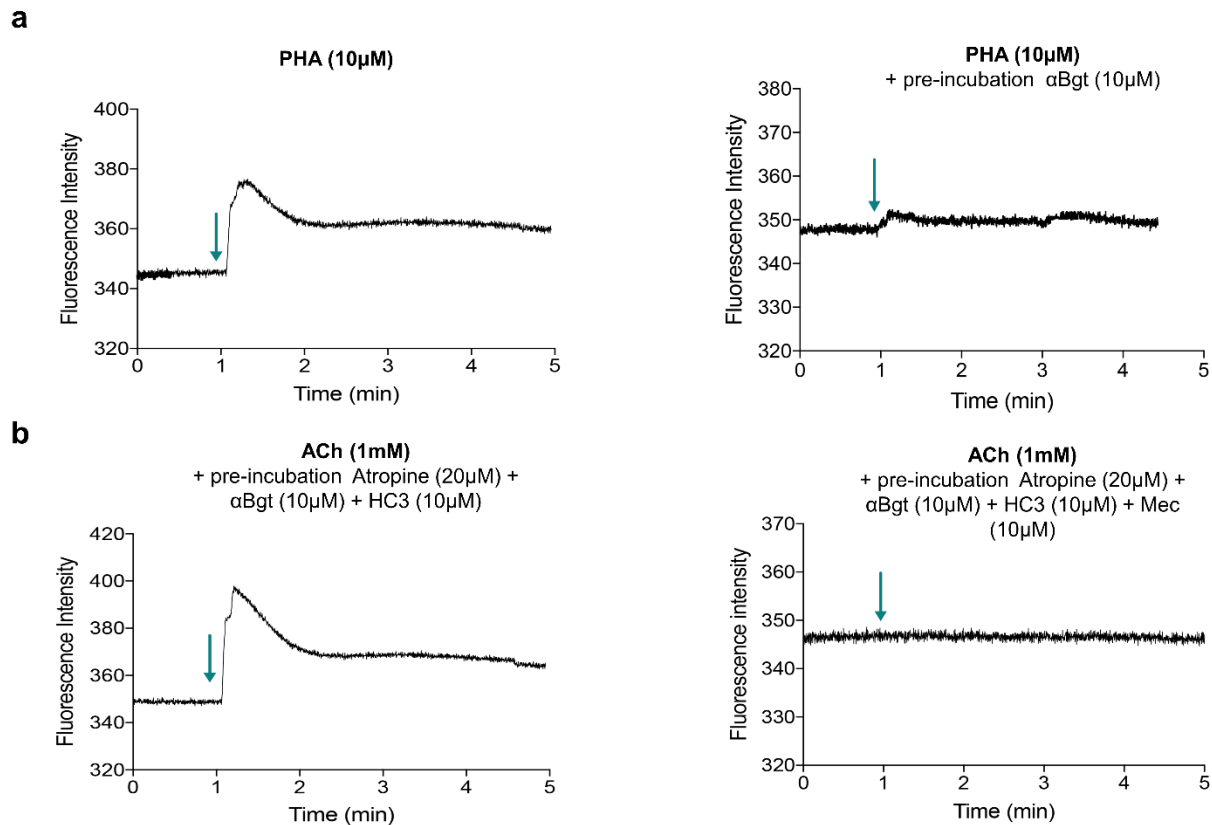 a
PHA (10µM)
400
380
360
340
320
Fluorescence Intensity
0 1 2 3 4 5
Time (min)
PHA (10µM)
+ pre-incubation αBgt (10µM)
380
370
360
350
340
330
320
Fluorescence Intensity
0 1 2 3 4 5
Time (min)
b
ACh (1mM)
+ pre-incubation Atropine (20µM) +
αBgt (10µM) + HC3 (10µM)
420
400
380
360
340
320
Fluorescence Intensity
0 1 2 3 4 5
Time (min)
ACh (1mM)
+ pre-incubation Atropine (20µM) +
αBgt (10µM) + HC3 (10µM) + Mec
(10µM)
370
360
350
340
330
320
Fluorescence intensity
0 1 2 3 4 5
Time (min)